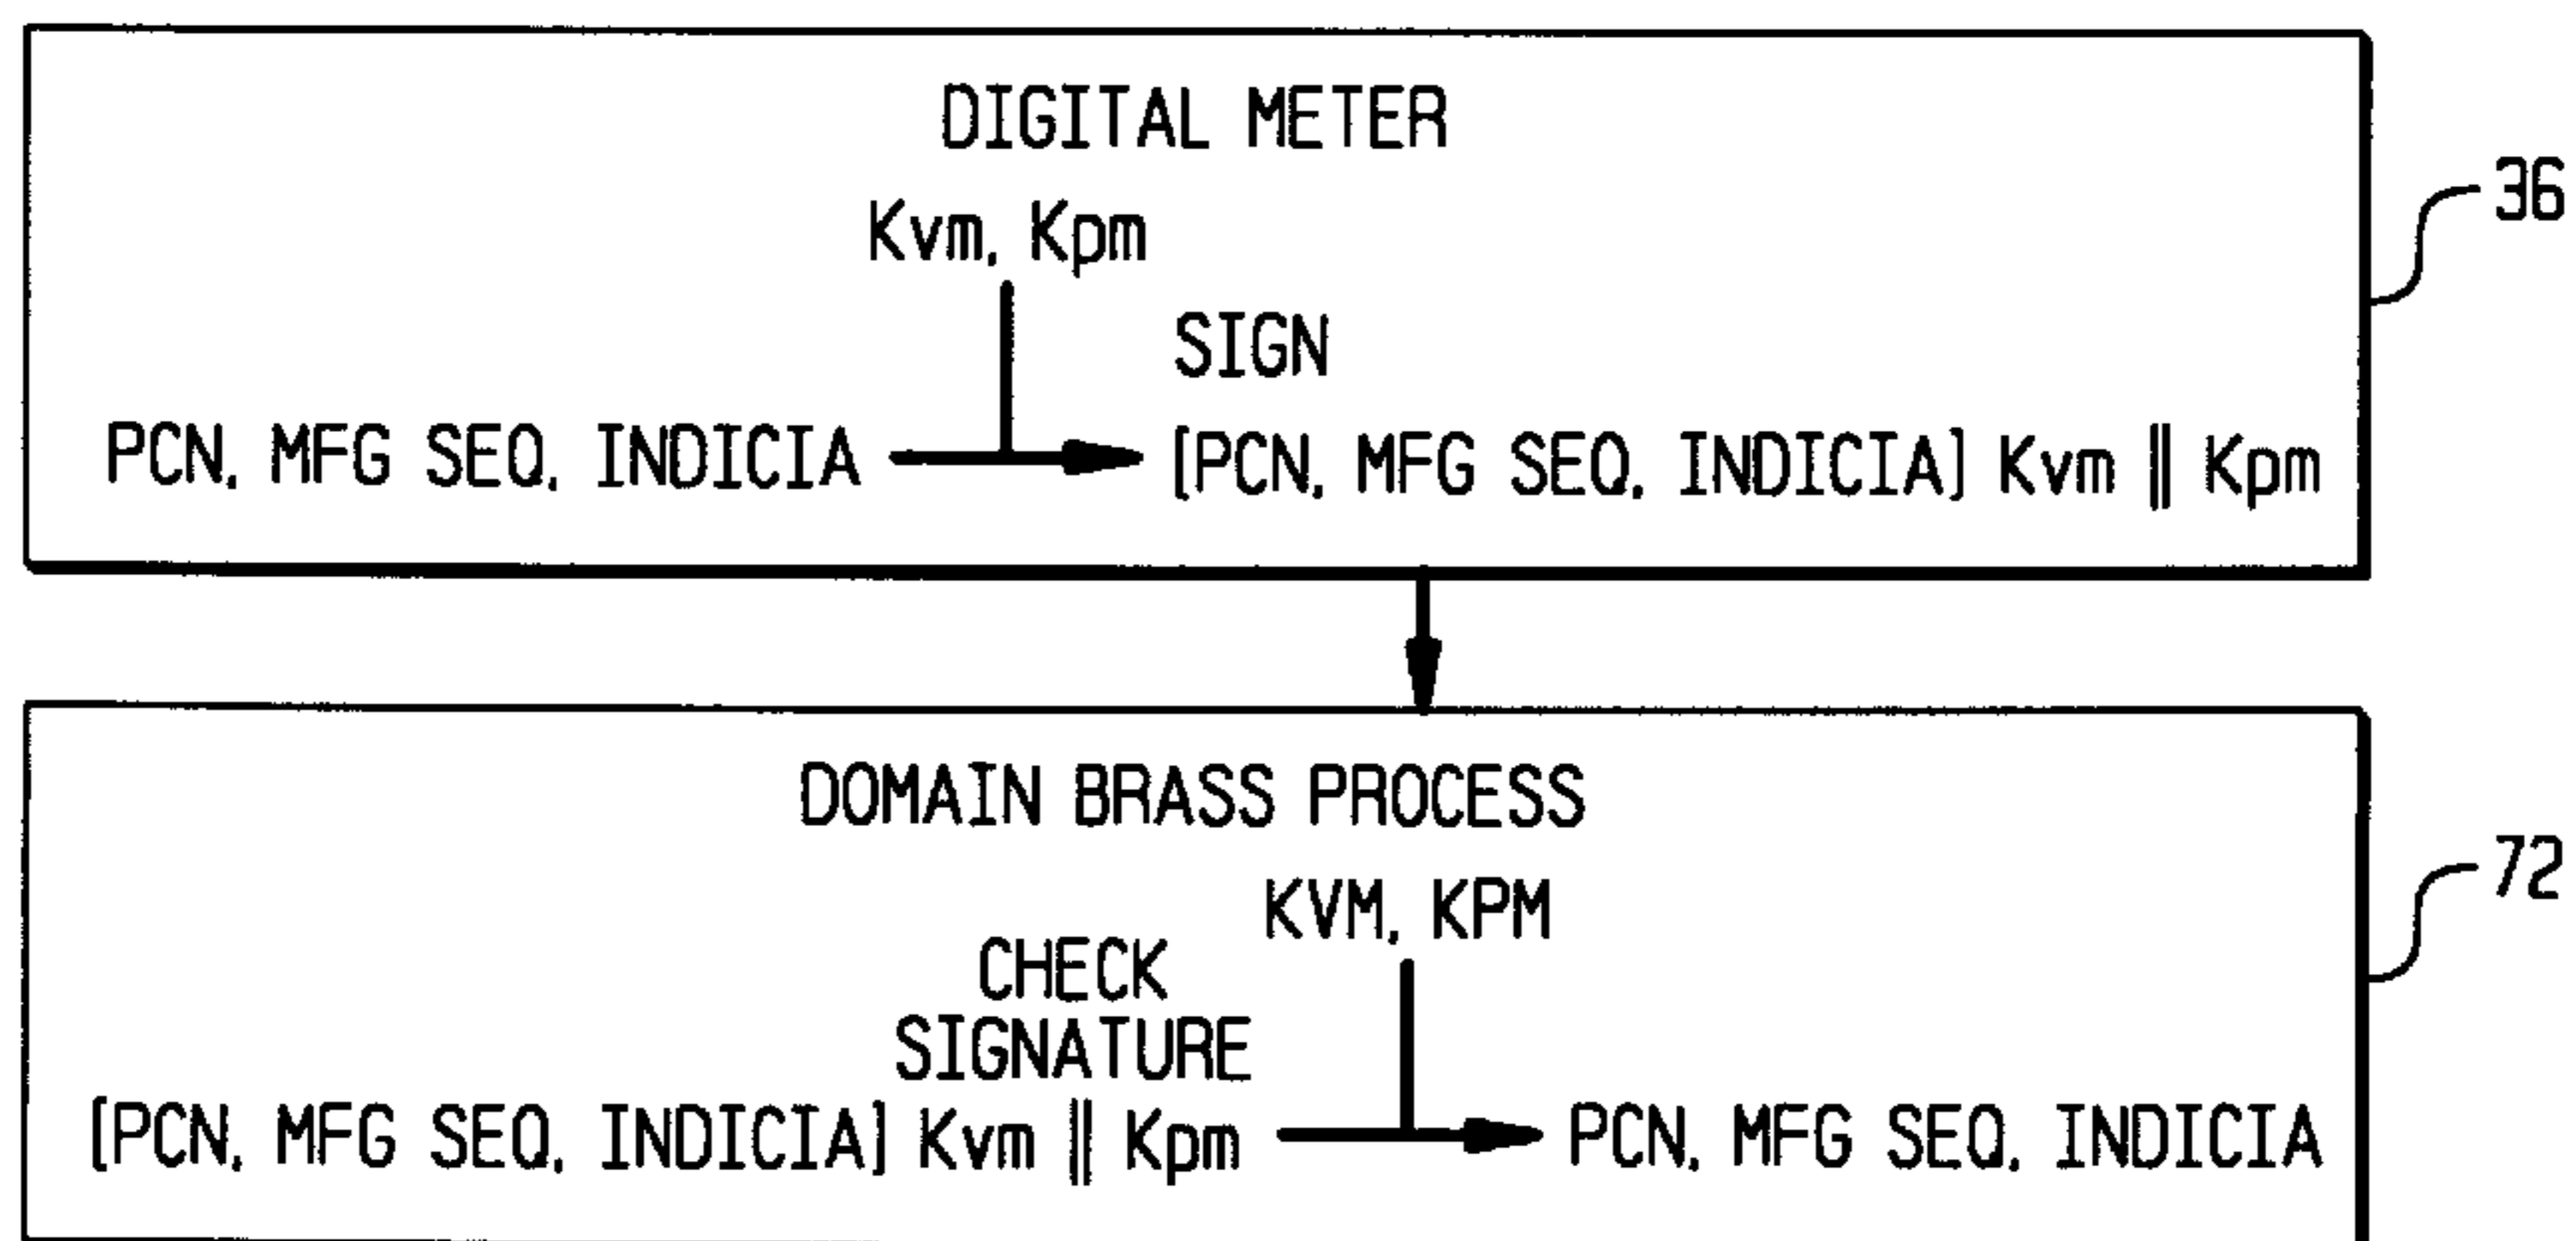 DIGITAL METER
Kvm, Kpm
36
SIGN
PCN, MFG SEQ, INDICIA [PCN, MFG SEQ, INDICIA] Kvm || Kpm
DOMAIN BRASS PROCESS
KVM, KPM
72
CHECK
SIGNATURE
[PCN, MFG SEQ, INDICIA] Kvm || Kpm PCN, MFG SEQ, INDICIA